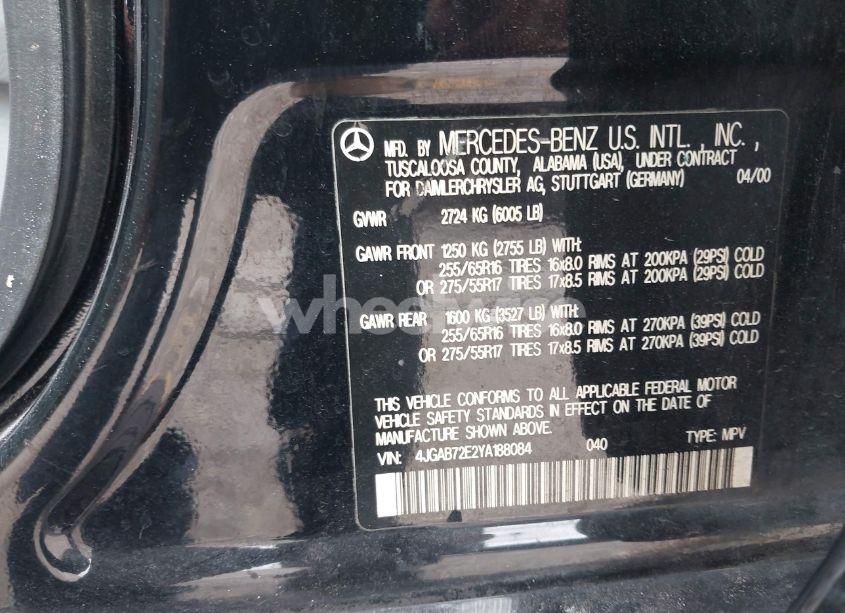 MFD. BY MERCEDES-BENZ U.S. INTL., INC.,
TUSCALOOSA COUNTY, ALABAMA (USA), UNDER CONTRACT
FOR DAIMLERCHRYSLER AG, STUTTGART (GERMANY) 04/00
GVWR 2724 KG (6005 LB)
GAWR FRONT 1250 KG (2755 LB) WITH:
255/65R16 TIRES 16x8.0 RIMS AT 200KPA (29PSI) COLD
OR 275/55R17 TIRES 17x8.5 RIMS AT 200KPA (29PSI) COLD
GAWR REAR 1600 KG (3527 LB) WITH:
255/65R16 TIRES 16x8.0 RIMS AT 270KPA (39PSI) COLD
OR 275/55R17 TIRES 17x8.5 RIMS AT 270KPA (39PSI) COLD
THIS VEHICLE CONFORMS TO ALL APPLICABLE FEDERAL MOTOR
VEHICLE SAFETY STANDARDS IN EFFECT ON THE DATE OF
MANUFACTURE SHOWN ABOVE.
VIN: 4JGAB72E2YA188084 040 TYPE: MPV